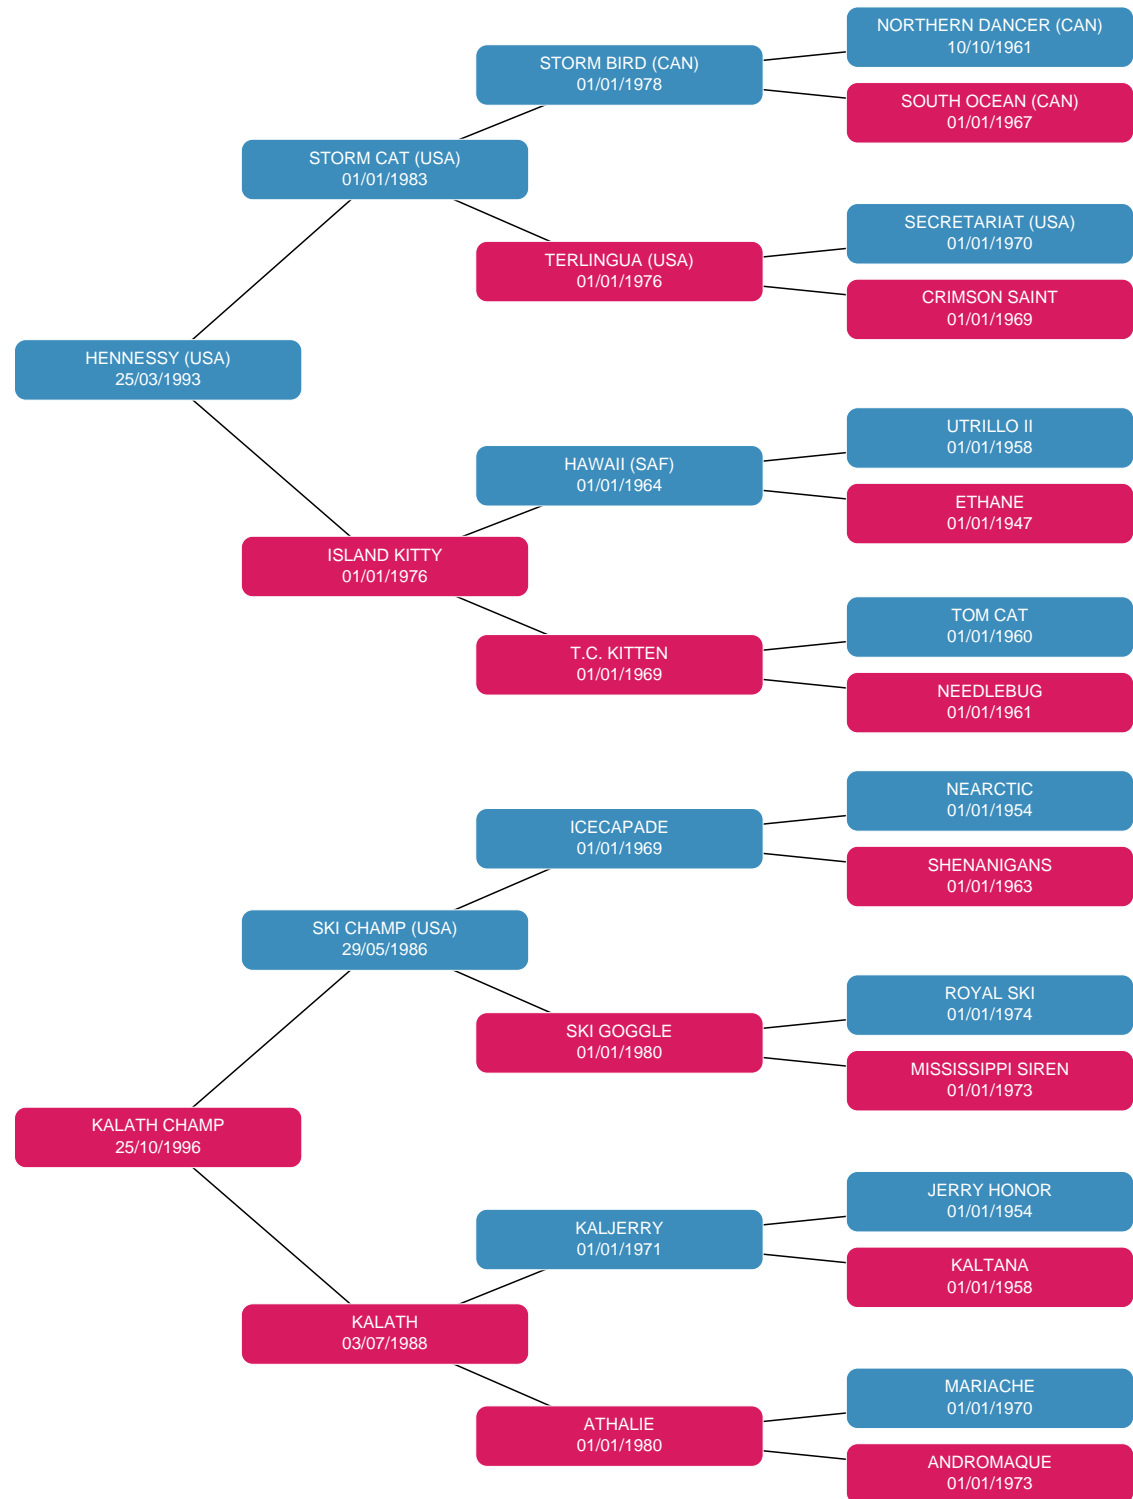 NORTHERN DANCER (CAN)
10/10/1961
STORM BIRD (CAN)
01/01/1978
SOUTH OCEAN (CAN)
01/01/1967
STORM CAT (USA)
01/01/1983
SECRETARIAT (USA)
01/01/1970
TERLINGUA (USA)
01/01/1976
CRIMSON SAINT
01/01/1969
HENNESSY (USA)
25/03/1993
UTRILLO II
01/01/1958
HAWAII (SAF)
01/01/1964
ETHANE
01/01/1947
ISLAND KITTY
01/01/1976
TOM CAT
01/01/1960
T.C. KITTEN
01/01/1969
NEEDLEBUG
01/01/1961
NEARCTIC
01/01/1954
ICECAPADE
01/01/1969
SHENANIGANS
01/01/1963
SKI CHAMP (USA)
29/05/1986
ROYAL SKI
01/01/1974
SKI GOGGLE
01/01/1980
MISSISSIPPI SIREN
01/01/1973
KALATH CHAMP
25/10/1996
JERRY HONOR
01/01/1954
KALJERRY
01/01/1971
KALTANA
01/01/1958
KALATH
03/07/1988
MARIACHE
01/01/1970
ATHALIE
01/01/1980
ANDROMAQUE
01/01/1973